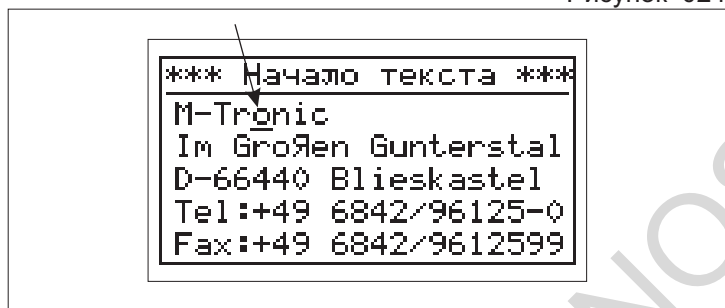 *** Начало текста ***
M-Tronic
Im GroЯen Gunterstal
D-66440 Blieskastel
Tel:+49 6842/96125-0
Fax:+49 6842/9612599